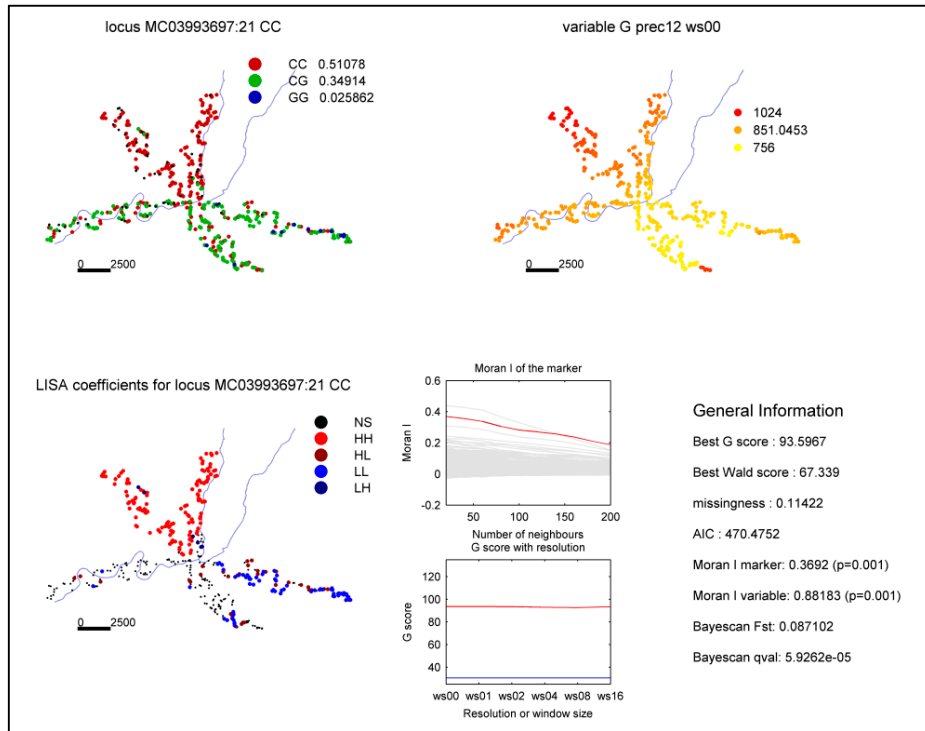 locus MC03993697:21 CC
CC 0.51078
CG 0.34914
GG 0.025862
0 2500
variable G prec12 ws00
1024
851.0453
756
0 2500
LISA coefficients for locus MC03993697:21 CC
NS
HH
HL
LL
LH
0 2500
Moran I of the marker
0.6
0.4
0.2
0
-0.2
Moran I
50 100 150 200
Number of neighbours
G score with resolution
120
100
80
60
40
G score
ws00 ws01 ws02 ws04 ws08 ws16
Resolution or window size
General Information
Best G score : 93.5967
Best Wald score : 67.339
missingness : 0.11422
AIC : 470.4752
Moran I marker: 0.3692 (p=0.001)
Moran I variable: 0.88183 (p=0.001)
Bayescan Fst: 0.087102
Bayescan qval: 5.9262e-05